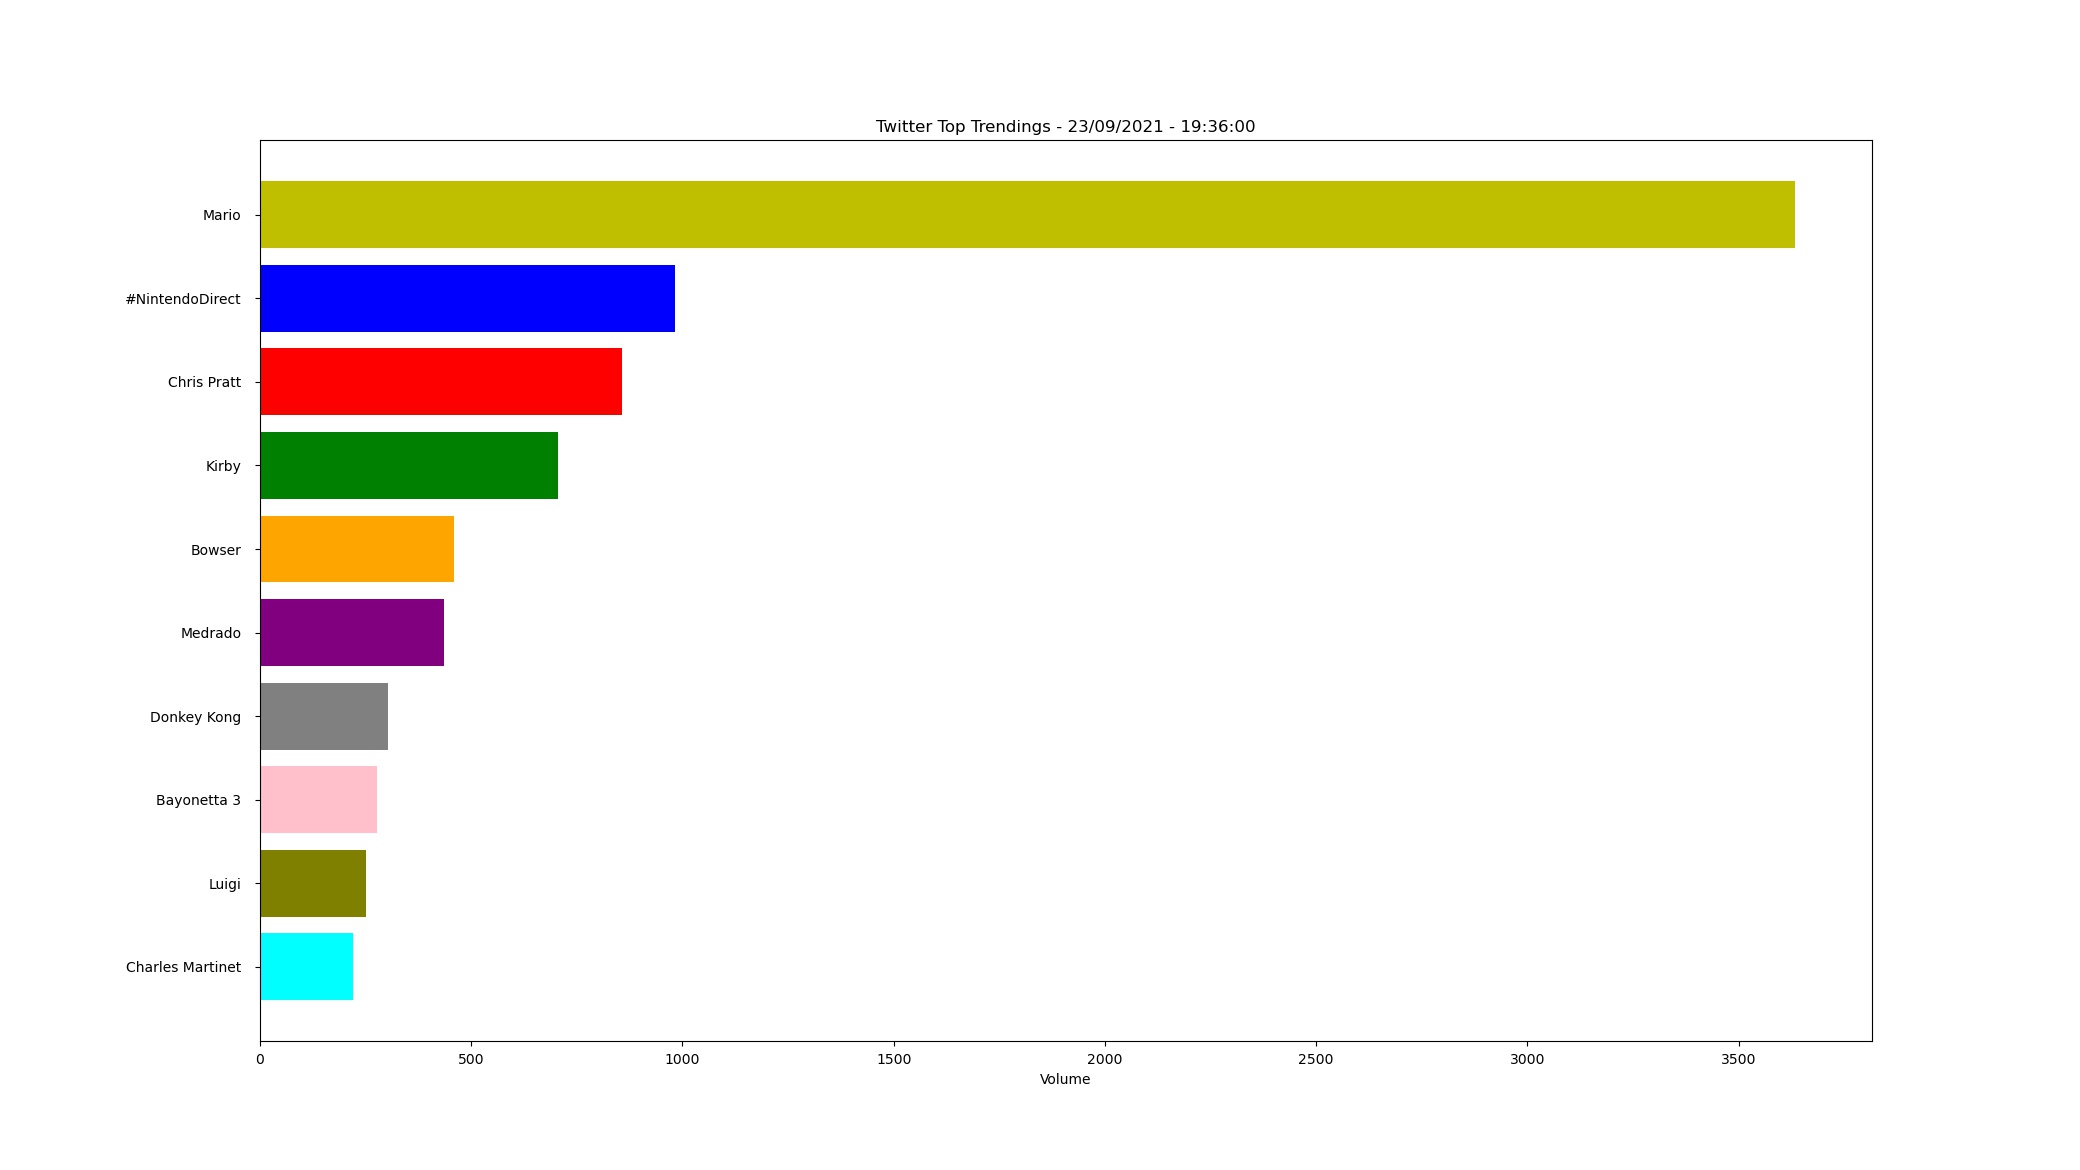 Twitter Top Trendings - 23/09/2021 - 19:36:00
Mario
#NintendoDirect
Chris Pratt
Kirby
Bowser
Medrado
Donkey Kong
Bayonetta 3
Luigi
Charles Martinet
0 500 1000 1500 2000 2500 3000 3500
Volume